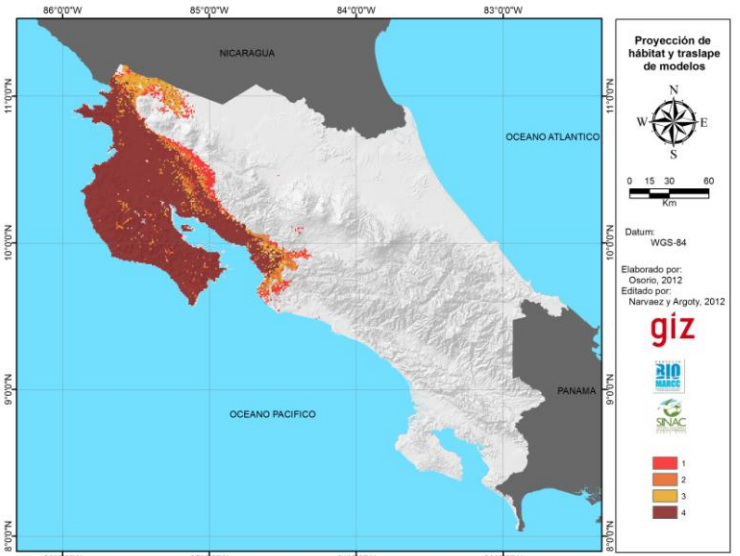 86°0'0"W
85°0'0"W
84°0'0"W
83°0'0"W
NICARAGUA
11°0'0"N
11°0'0"N
OCEANO ATLANTICO
10°0'0"N
10°0'0"N
9°0'0"N
9°0'0"N
PANAMA
OCEANO PACIFICO
8°0'0"N
8°0'0"N
Proyección de
hábitat y traslape
de modelos
N
W
E
S
0 15 30 60
Km
Datum:
WGS-84
Elaborado por:
Osorio, 2012
Editado por:
Narvaez y Argoty, 2012
giz
BIO
MARCC
SINAC
1
2
3
4